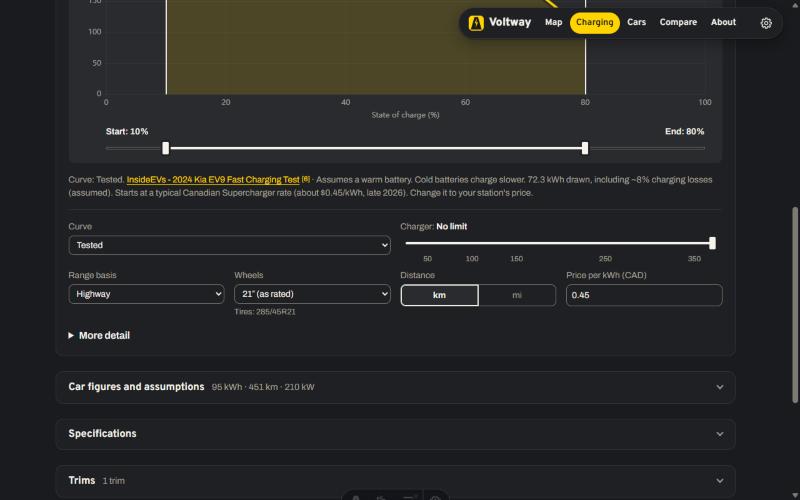 Voltway Map Charging Cars Compare About
150
100
50
0
0 20 40 60 80 100
State of charge (%)
Start: 10% End: 80%
Curve: Tested. InsideEVs - 2024 Kia EV9 Fast Charging Test [6] · Assumes a warm battery. Cold batteries charge slower. 72.3 kWh drawn, including ~8% charging losses
(assumed). Starts at a typical Canadian Supercharger rate (about $0.45/kWh, late 2026). Change it to your station's price.
Curve Charger: No limit
Tested
50 100 150 250 350
Range basis Wheels Distance Price per kWh (CAD)
Highway 21" (as rated) km mi 0.45
Tires: 285/45R21
More detail
Car figures and assumptions 95 kWh · 451 km · 210 kW
Specifications
Trims 1 trim